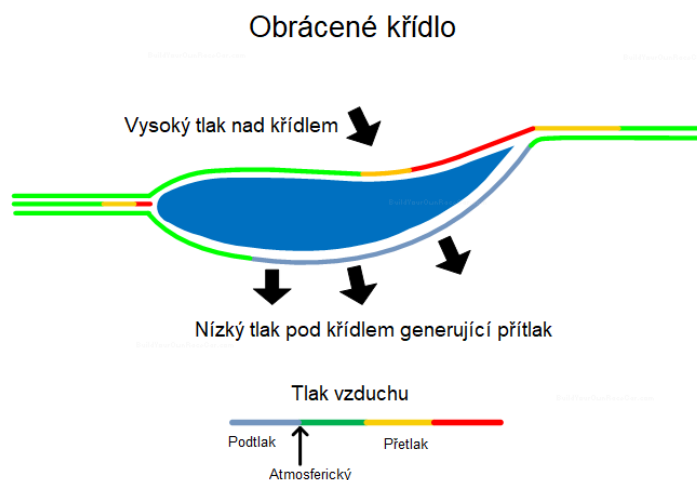 Obrácené křídlo
Vysoký tlak nad křídlem
Nízký tlak pod křídlem generující přítlak
Tlak vzduchu
Podtlak
Přetlak
Atmosferický